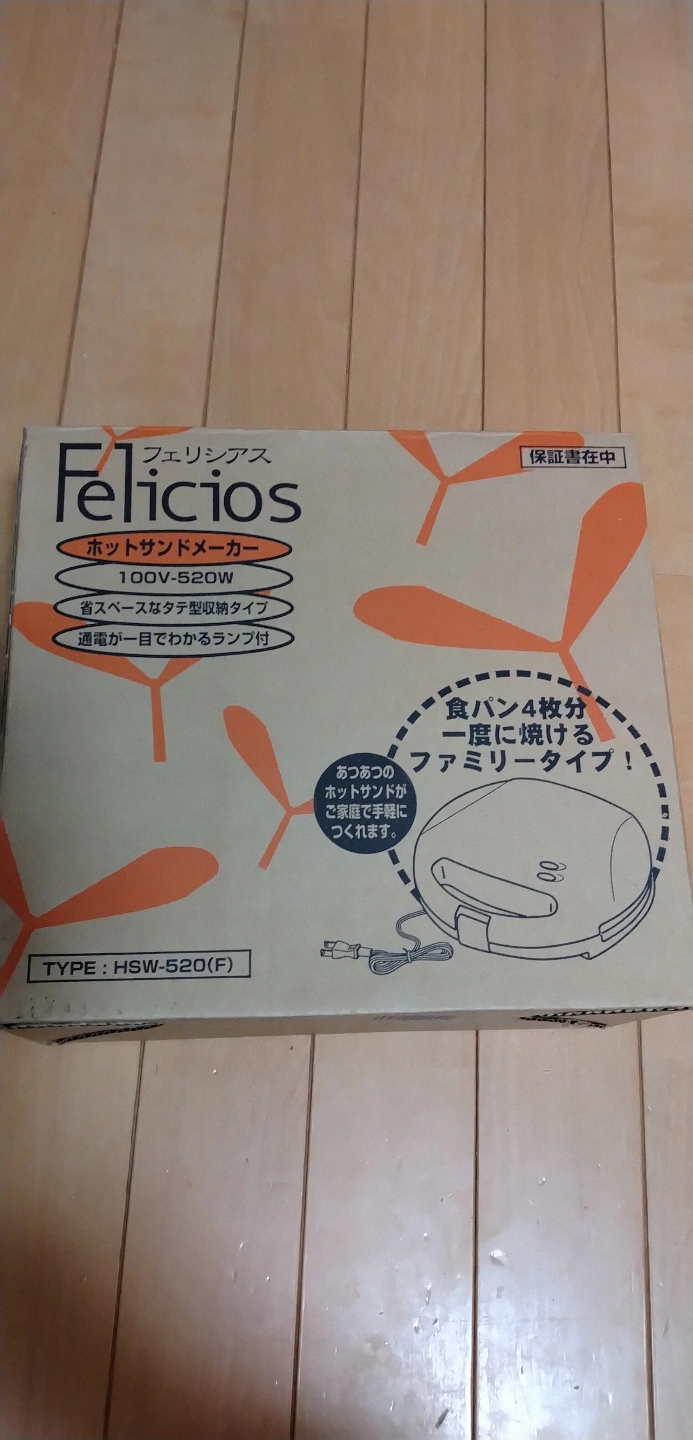 フェリシアス
Felicios
保証書在中
ホットサンドメーカー
100V-520W
省スペースなタテ型収納タイプ
通電が一目でわかるランプ付
食パン4枚分
一度に焼ける
ファミリータイプ!
あつあつの
ホットサンドが
ご家庭で手軽に
つくれます。
TYPE : HSW-520(F)